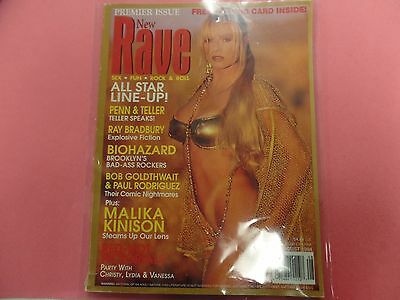 PREMIER ISSUE
CARD INSIDE!
New
Rave
SEX • FUN • ROCK & ROLL
ALL STAR
LINE-UP!
PENN & TELLER
TELLER SPEAKS!
RAY BRADBURY
Explosive Fiction
BIOHAZARD
BROOKLYN'S
BAD-ASS ROCKERS
BOB GOLDTHWAIT
& PAUL RODRIGUEZ
Their Comic Nightmares
Plus:
MALIKA
KINISON
Steams Up Our Lens
PARTY WITH
CHRISTY, LYDIA & VANESSA